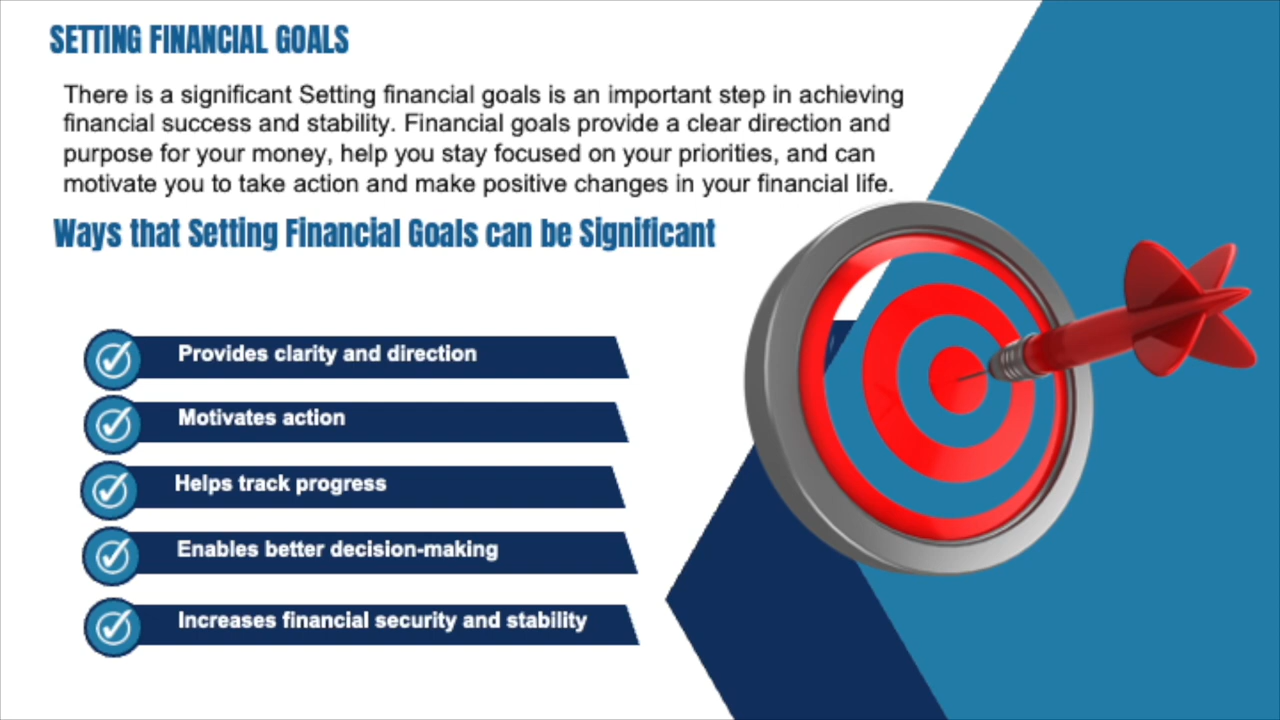 SETTING FINANCIAL GOALS
There is a significant Setting financial goals is an important step in achieving
financial success and stability. Financial goals provide a clear direction and
purpose for your money, help you stay focused on your priorities, and can
motivate you to take action and make positive changes in your financial life.
Ways that Setting Financial Goals can be Significant
Provides clarity and direction
Motivates action
Helps track progress
Enables better decision-making
Increases financial security and stability